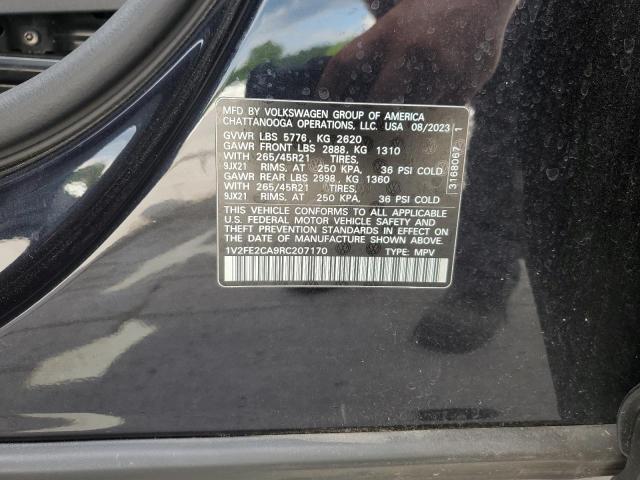 MFD BY VOLKSWAGEN GROUP OF AMERICA
CHATTANOOGA OPERATIONS, LLC. USA 08/2023
GVWR LBS 5776, KG 2620
GAWR FRONT LBS 2888, KG 1310
WITH 265/45R21 TIRES,
9JX21 RIMS, AT 250 KPA, 36 PSI COLD
GAWR REAR LBS 2998, KG 1360
WITH 265/45R21 TIRES,
9JX21 RIMS, AT 250 KPA, 36 PSI COLD
THIS VEHICLE CONFORMS TO ALL APPLICABLE
U.S. FEDERAL MOTOR VEHICLE SAFETY AND
THEFT PREVENTION STANDARDS IN EFFECT ON
THE DATE OF MANUFACTURE SHOWN ABOVE.
1V2FE2CA9RC207170 TYPE: MPV
3168067 1